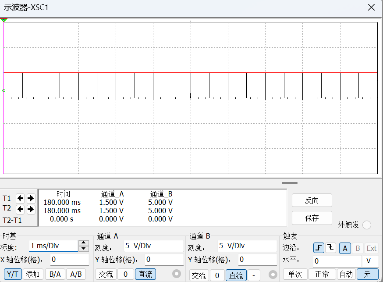 示波器-XSC1
时间 通道_A 通道_B
T1 180.000 ms 1.500 V 5.000 V
T2 180.000 ms 1.500 V 5.000 V
T2-T1 0.000 s 0.000 V 0.000 V
反向
保存
外触发
时基 通道 A 通道 B 触发
标度: 1 ms/Div 刻度: 5 V/Div 刻度: 5 V/Div 边沿: A B Ext
X 轴位移(格): 0 Y 轴位移(格): 0 Y 轴位移(格): 0 水平: 0 V
Y/T 添加 B/A A/B 交流 0 直流 交流 0 直流 - 单次 正常 自动 无